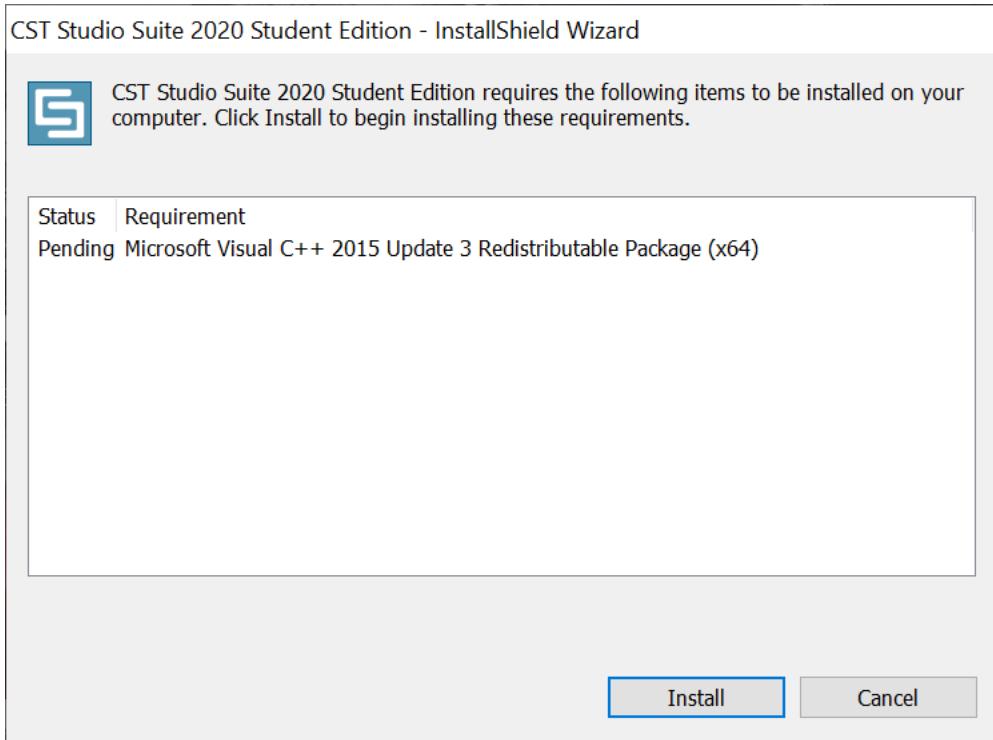 CST Studio Suite 2020 Student Edition - InstallShield Wizard
CST Studio Suite 2020 Student Edition requires the following items to be installed on your
computer. Click Install to begin installing these requirements.
Status Requirement
Pending Microsoft Visual C++ 2015 Update 3 Redistributable Package (x64)
Install Cancel